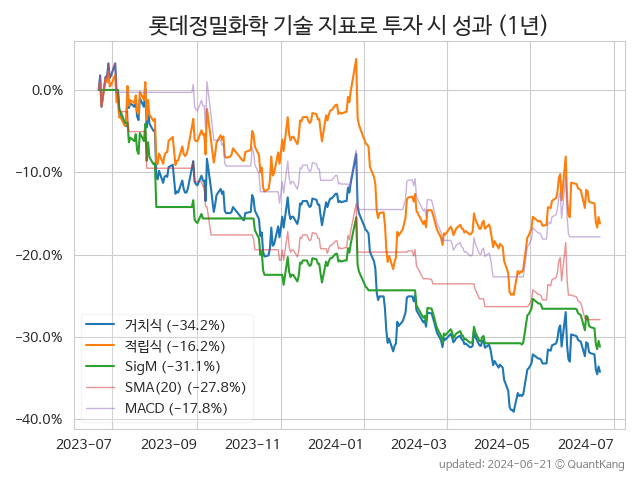 롯데정밀화학 기술 지표로 투자 시 성과 (1년)
0.0%
−10.0%
−20.0%
−30.0%
−40.0%
거치식 (−34.2%)
적립식 (−16.2%)
SigM (−31.1%)
SMA(20) (−27.8%)
MACD (−17.8%)
2023-07 2023-09 2023-11 2024-01 2024-03 2024-05 2024-07
updated: 2024-06-21 © QuantKang